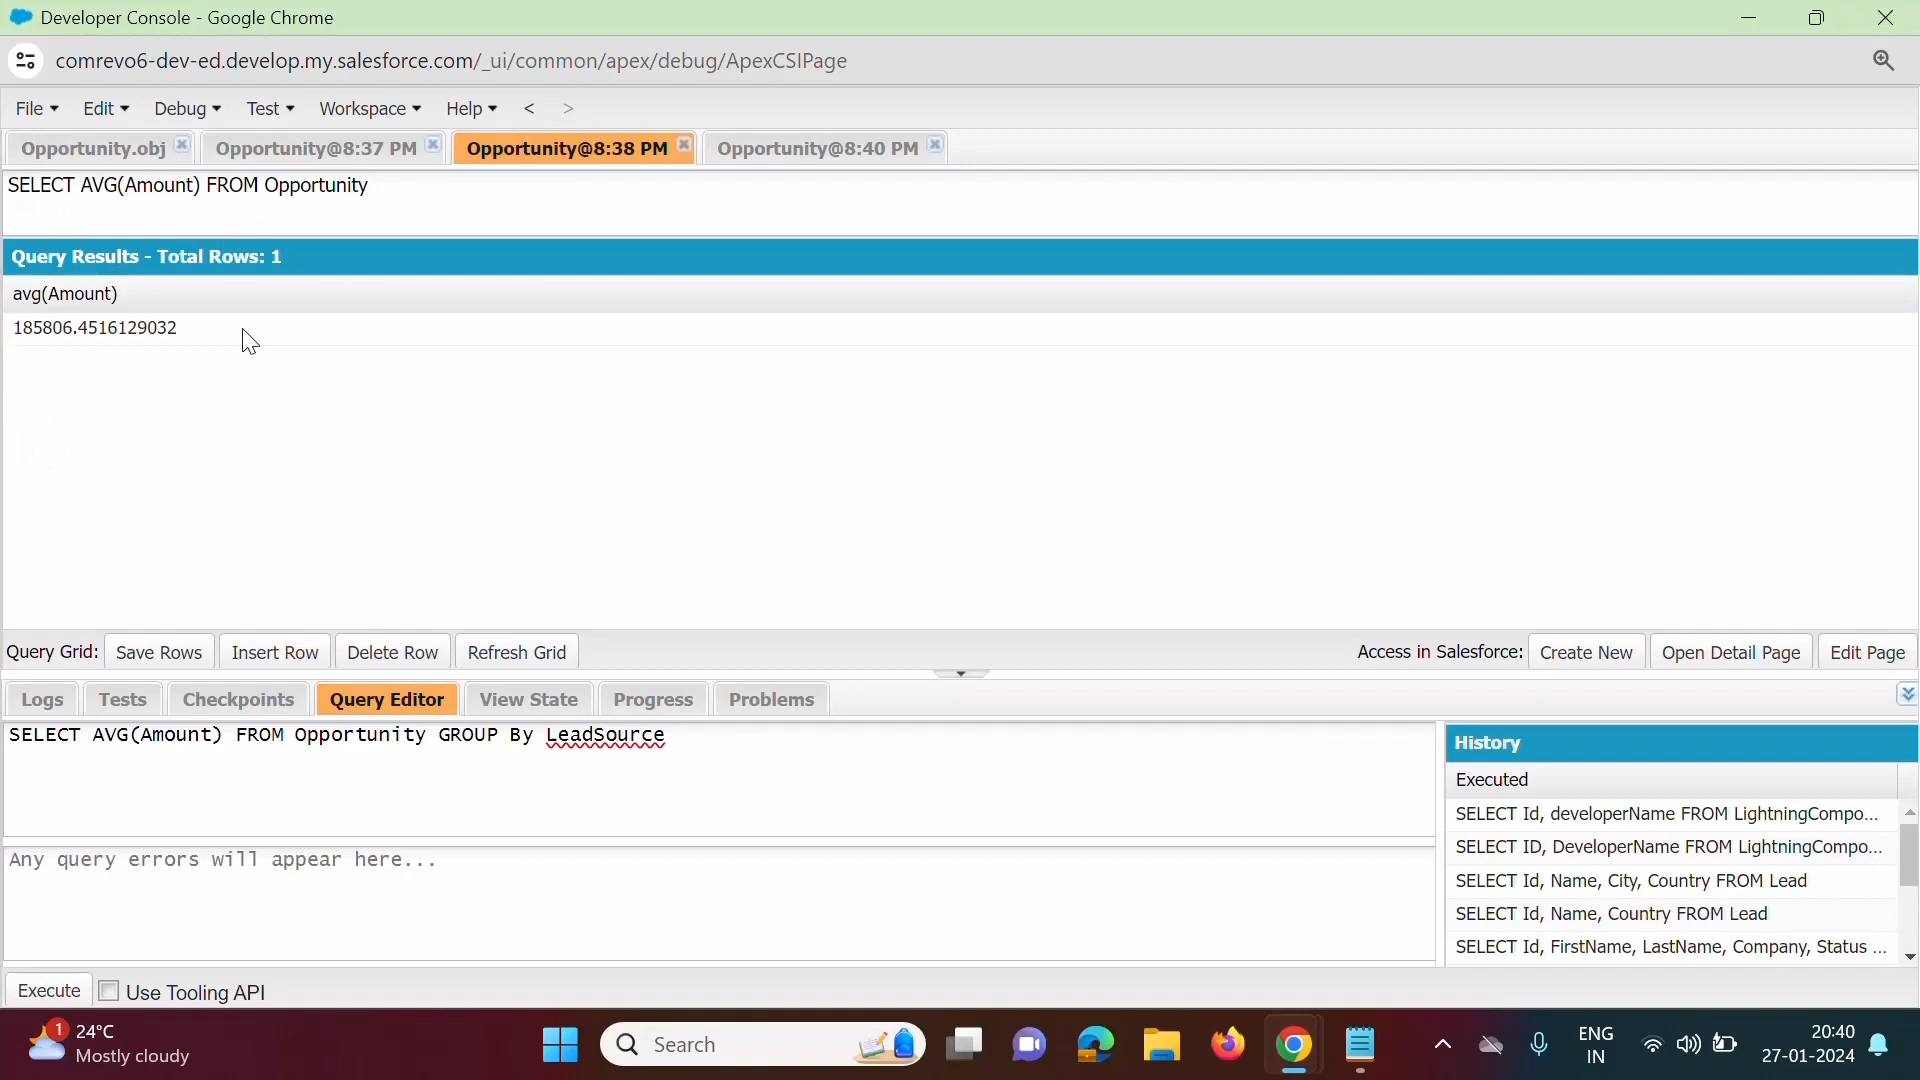 Developer Console - Google Chrome
comrevo6-dev-ed.develop.my.salesforce.com/_ui/common/apex/debug/ApexCSIPage
File Edit Debug Test Workspace Help < >
Opportunity.obj Opportunity@8:37 PM Opportunity@8:38 PM Opportunity@8:40 PM
SELECT AVG(Amount) FROM Opportunity
Query Results - Total Rows: 1
avg(Amount)
185806.4516129032
Query Grid: Save Rows Insert Row Delete Row Refresh Grid Access in Salesforce: Create New Open Detail Page Edit Page
Logs Tests Checkpoints Query Editor View State Progress Problems
SELECT AVG(Amount) FROM Opportunity GROUP By LeadSource
Any query errors will appear here...
History
Executed
SELECT Id, developerName FROM LightningCompo...
SELECT ID, DeveloperName FROM LightningCompo...
SELECT Id, Name, City, Country FROM Lead
SELECT Id, Name, Country FROM Lead
SELECT Id, FirstName, LastName, Company, Status ...
Execute Use Tooling API
1
24°C
Mostly cloudy
Search
ENG
IN
20:40
27-01-2024